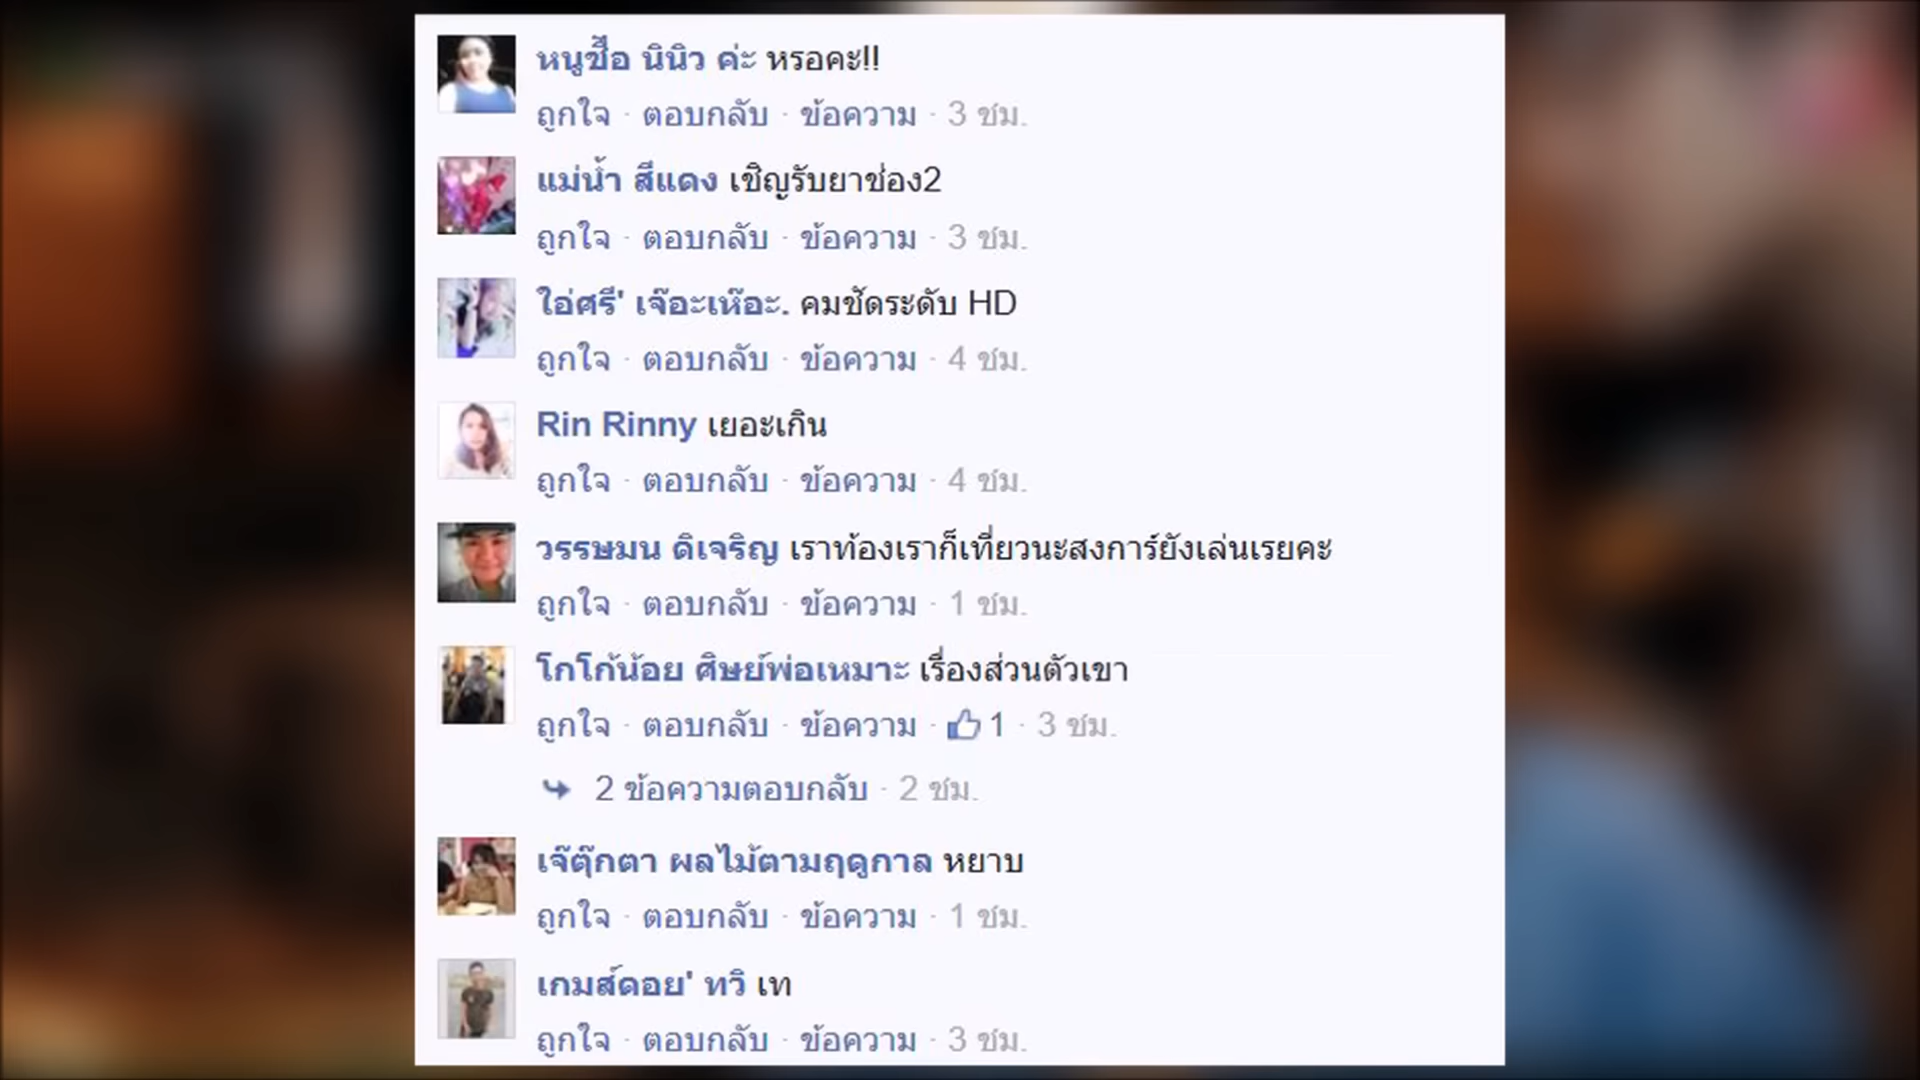 หนูชื่อ นินิว ค่ะ หรอคะ!!
ถูกใจ · ตอบกลับ · ข้อความ · 3 ชม.
แม่น้ำ สีแดง เชิญรับยาช่อง2
ถูกใจ · ตอบกลับ · ข้อความ · 3 ชม.
ใอ่ศรี' เจ๊อะเห๊อะ. คมชัดระดับ HD
ถูกใจ · ตอบกลับ · ข้อความ · 4 ชม.
Rin Rinny เยอะเกิน
ถูกใจ · ตอบกลับ · ข้อความ · 4 ชม.
วรรษมน ดิเจริญ เราท้องเราก็เที่ยวนะสงการ์ยังเล่นเรยคะ
ถูกใจ · ตอบกลับ · ข้อความ · 1 ชม.
โกโก้น้อย ศิษย์พ่อเหมาะ เรื่องส่วนตัวเขา
ถูกใจ · ตอบกลับ · ข้อความ · 1 · 3 ชม.
2 ข้อความตอบกลับ · 2 ชม.
เจ๊ตุ๊กตา ผลไม้ตามฤดูกาล หยาบ
ถูกใจ · ตอบกลับ · ข้อความ · 1 ชม.
เกมส์ดอย' ทวิ เท
ถูกใจ · ตอบกลับ · ข้อความ · 3 ชม.